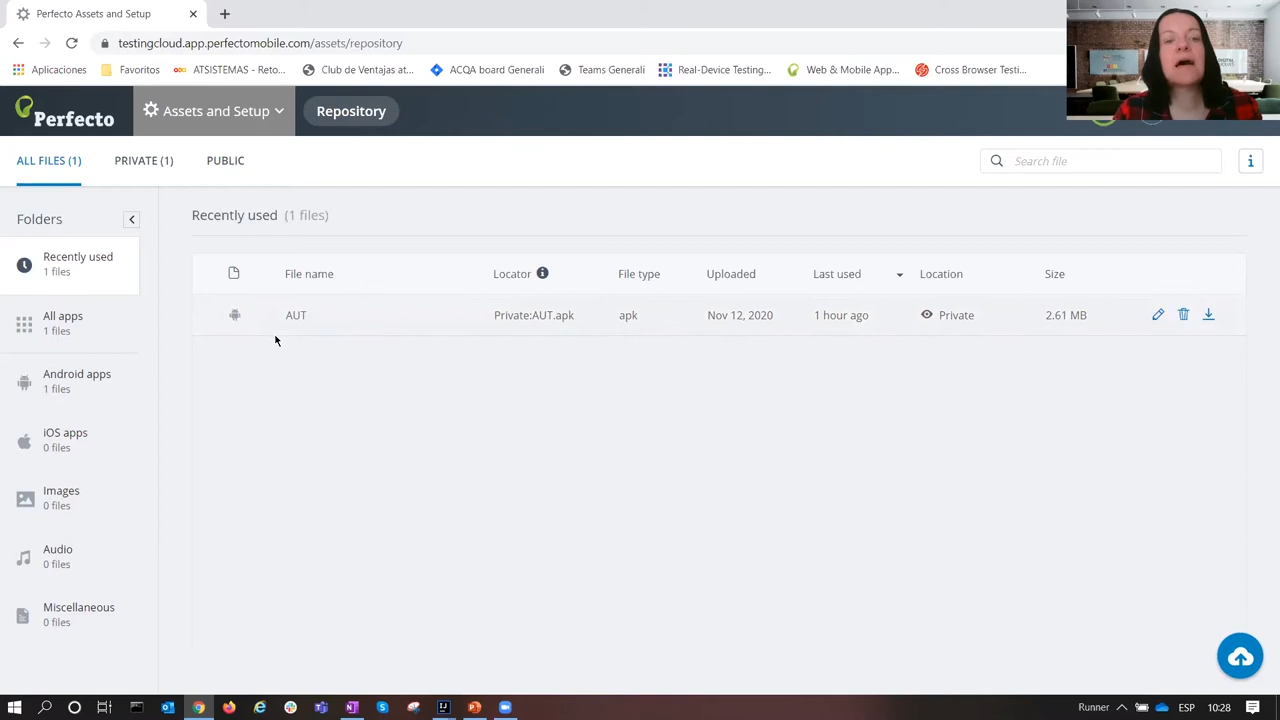 Perfecto Assets and Setup
testingcloud.app.perfectomobile.com/assets/repository
Aplicaciones
Favoritos
ATSISTEMAS - Reto...
Club de Ventajas ex...
ACQA board Gener...
Teams Generali
Real-Device Testing...
Web & Mobile App...
Cross Browser Testi...
Perfecto
Assets and Setup
Repository
ALL FILES (1)
PRIVATE (1)
PUBLIC
Search file
i
Folders
Recently used (1 files)
Recently used
1 files
All apps
1 files
Android apps
1 files
iOS apps
0 files
Images
0 files
Audio
0 files
Miscellaneous
0 files
File name Locator File type Uploaded Last used Location Size
AUT Private:AUT.apk apk Nov 12, 2020 1 hour ago Private 2.61 MB
Runner ESP 10:28